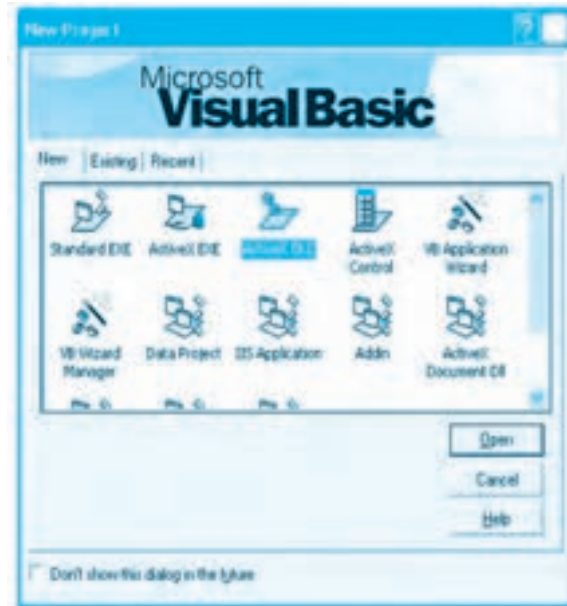 New Project
Microsoft
Visual Basic
New Existing Recent
Standard EXE ActiveX EXE ActiveX DLL ActiveX Control VB Application Wizard
VB Wizard Manager Data Project IIS Application Addin ActiveX Document Dll
Open
Cancel
Help
Don't show this dialog in the future